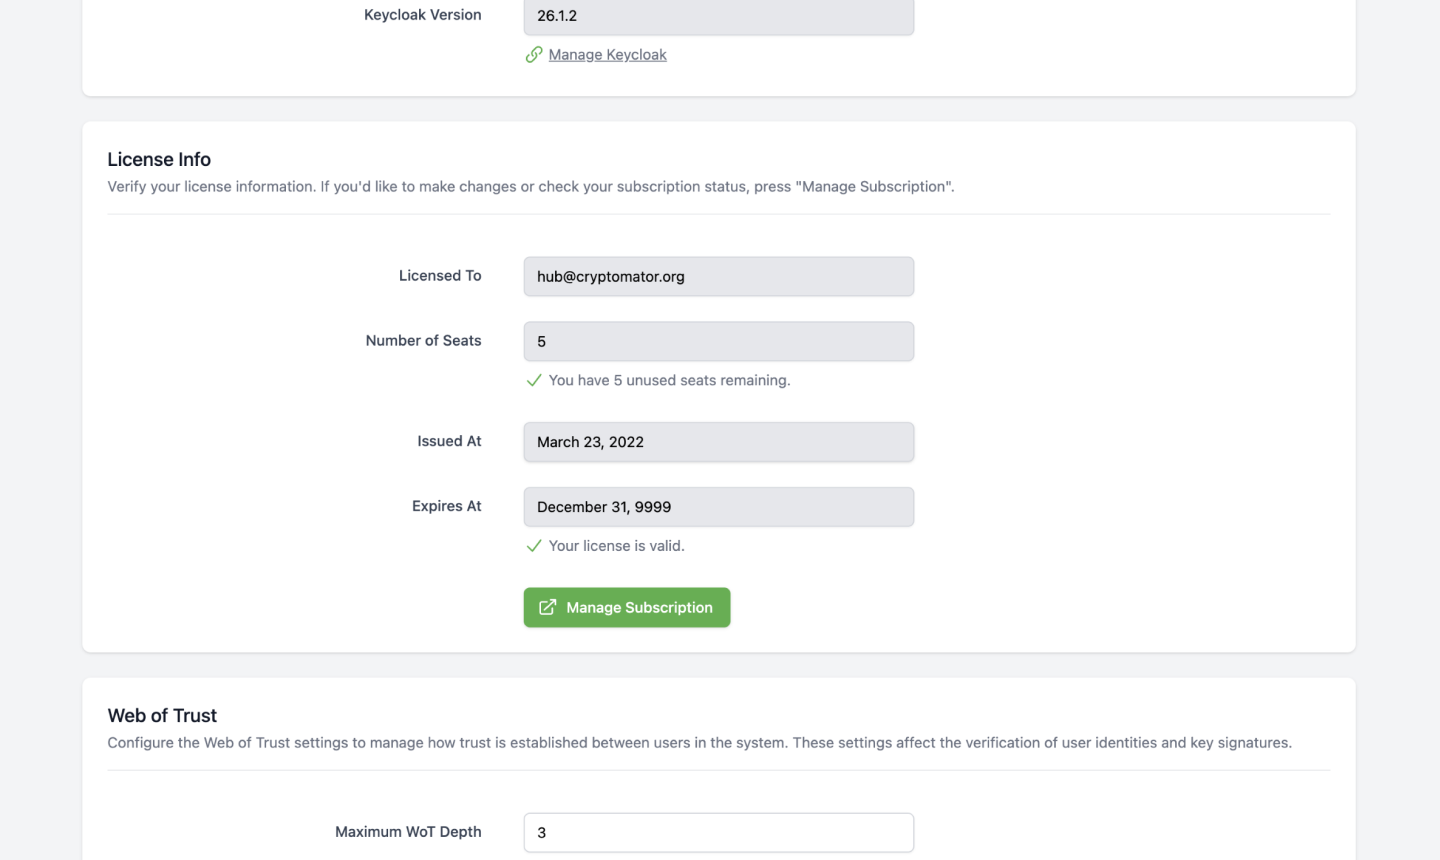 Keycloak Version
26.1.2
Manage Keycloak
License Info
Verify your license information. If you'd like to make changes or check your subscription status, press "Manage Subscription".
Licensed To
hub@cryptomator.org
Number of Seats
5
You have 5 unused seats remaining.
Issued At
March 23, 2022
Expires At
December 31, 9999
Your license is valid.
Manage Subscription
Web of Trust
Configure the Web of Trust settings to manage how trust is established between users in the system. These settings affect the verification of user identities and key signatures.
Maximum WoT Depth
3